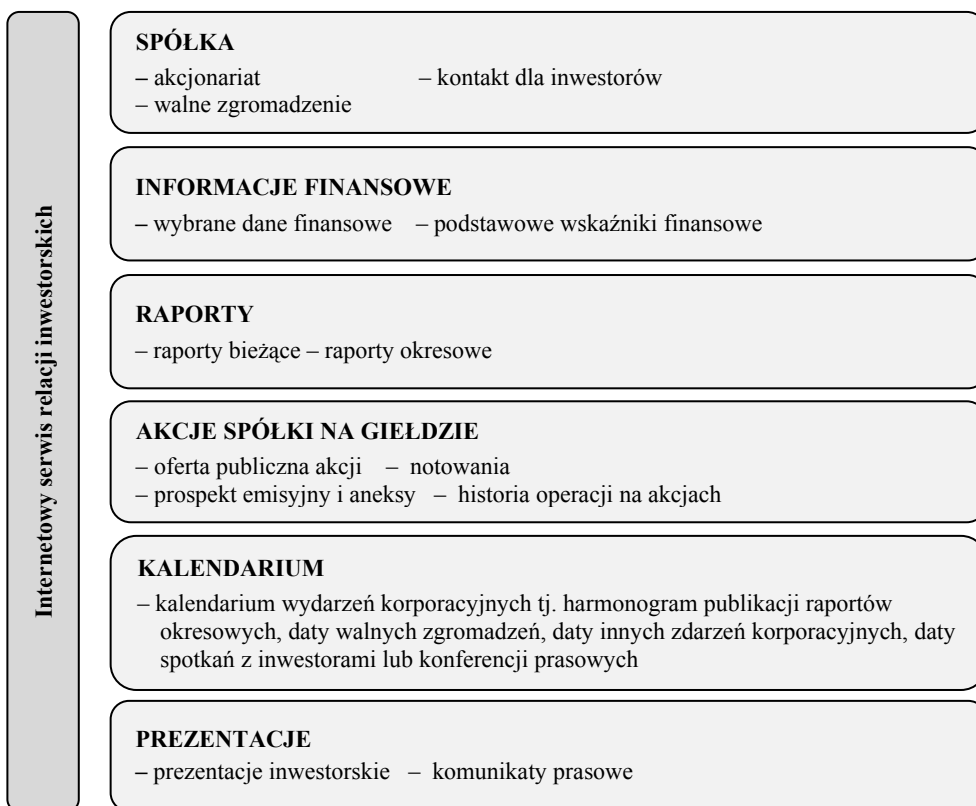 Internetowy serwis relacji inwestorskich
SPÓŁKA
– akcjonariat – kontakt dla inwestorów
– walne zgromadzenie
INFORMACJE FINANSOWE
– wybrane dane finansowe – podstawowe wskaźniki finansowe
RAPORTY
– raporty bieżące – raporty okresowe
AKCJE SPÓŁKI NA GIEŁDZIE
– oferta publiczna akcji – notowania
– prospekt emisyjny i aneksy – historia operacji na akcjach
KALENDARIUM
– kalendarium wydarzeń korporacyjnych tj. harmonogram publikacji raportów
okresowych, daty walnych zgromadzeń, daty innych zdarzeń korporacyjnych, daty
spotkań z inwestorami lub konferencji prasowych
PREZENTACJE
– prezentacje inwestorskie – komunikaty prasowe